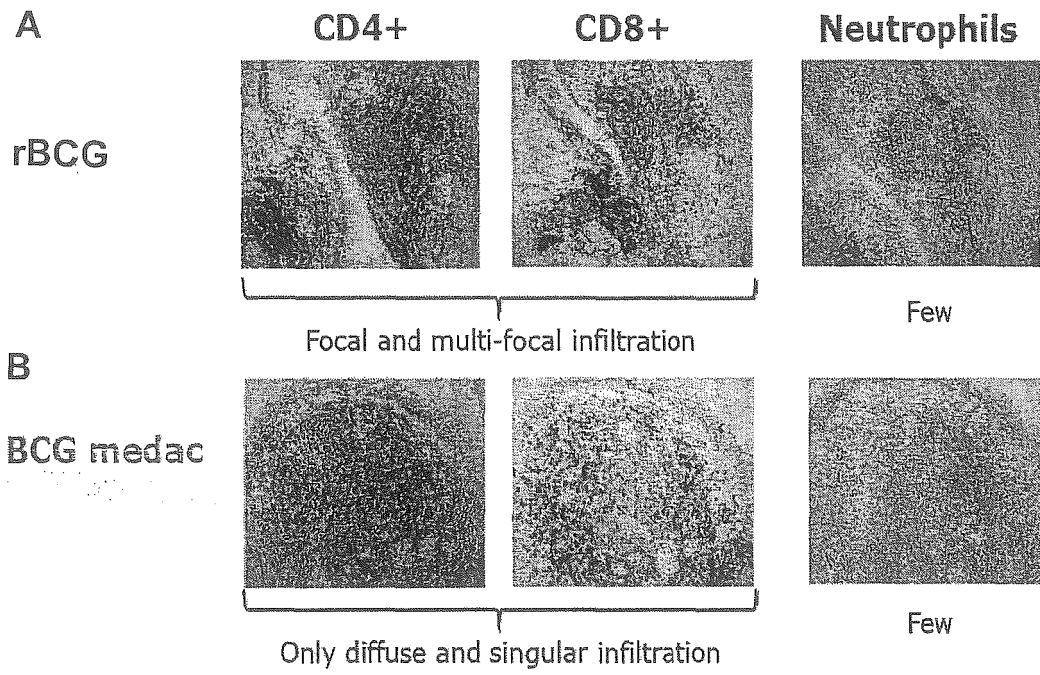 A
CD4+ CD8+ Neutrophils
rBCG
Few
Focal and multi-focal infiltration
B
BCG medac
Few
Only diffuse and singular infiltration